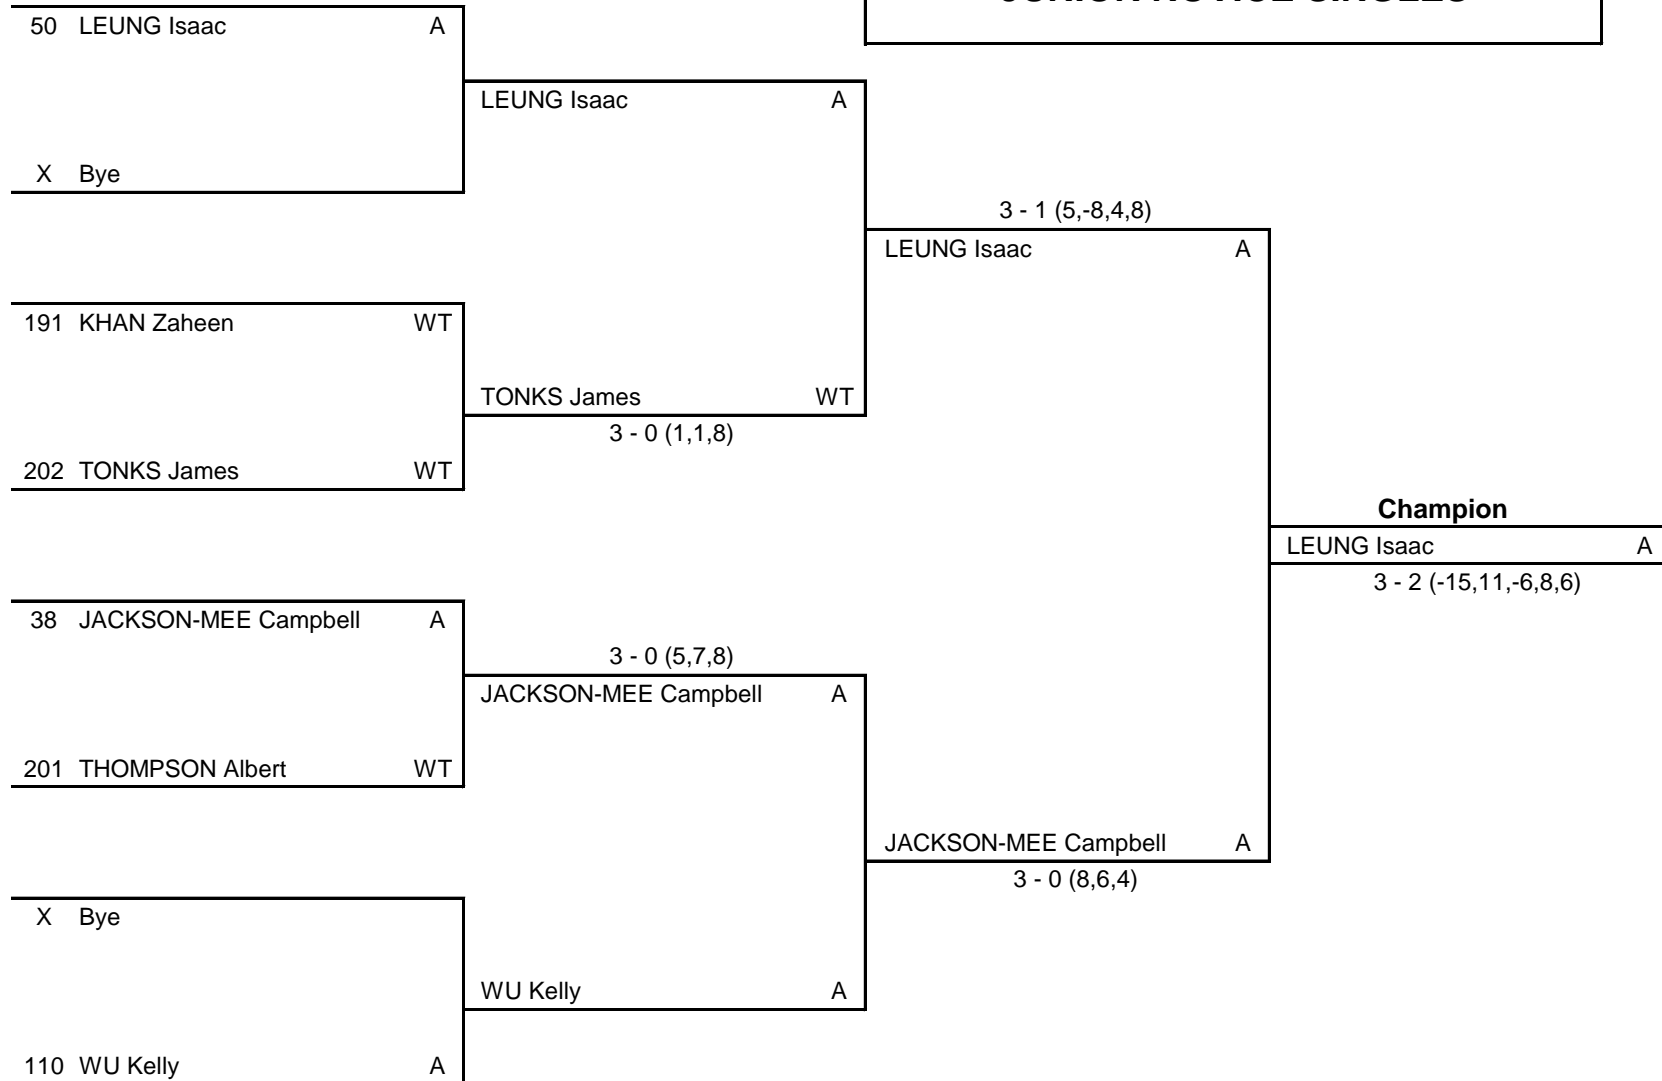 50 LEUNG Isaac A
LEUNG Isaac A
X Bye
3 - 1 (5,-8,4,8)
LEUNG Isaac A
191 KHAN Zaheen WT
TONKS James WT
3 - 0 (1,1,8)
202 TONKS James WT
Champion
LEUNG Isaac A
3 - 2 (-15,11,-6,8,6)
38 JACKSON-MEE Campbell A
3 - 0 (5,7,8)
JACKSON-MEE Campbell A
201 THOMPSON Albert WT
JACKSON-MEE Campbell A
3 - 0 (8,6,4)
X Bye
WU Kelly A
110 WU Kelly A